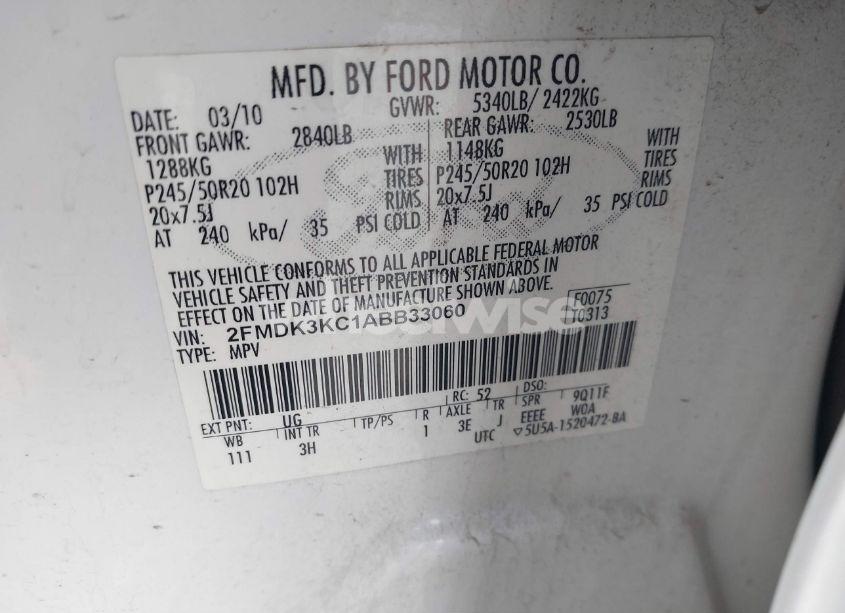 MFD. BY FORD MOTOR CO.
DATE: 03/10 GVWR: 5340LB/ 2422KG
FRONT GAWR: 2840LB REAR GAWR: 2530LB
1288KG WITH 1148KG WITH
P245/50R20 102H TIRES P245/50R20 102H TIRES
20x7.5J RIMS 20x7.5J RIMS
AT 240 kPa/ 35 PSI COLD AT 240 kPa/ 35 PSI COLD
THIS VEHICLE CONFORMS TO ALL APPLICABLE FEDERAL MOTOR
VEHICLE SAFETY AND THEFT PREVENTION STANDARDS IN
EFFECT ON THE DATE OF MANUFACTURE SHOWN ABOVE.
VIN: 2FMDK3KC1ABB33060 F0075
TYPE: MPV T0313
EXT PNT: UG RC: 52 DSO:
WB INT TR TP/PS R AXLE TR SPR 9Q11F
111 3H 1 3E J EEEE W0A
UTC ▽5U5A-1520472-BA